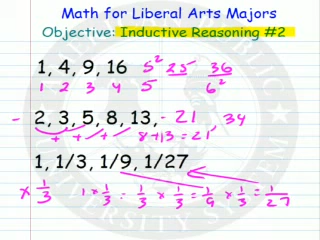 Math for Liberal Arts Majors
Objective: Inductive Reasoning #2
1, 4, 9, 16 5² 25 36
1 2 3 4 5 6²
- 2, 3, 5, 8, 13, - 21 34
+ + + + 8+13 = 21
1, 1/3, 1/9, 1/27
× 1/3 1 × 1/3 = 1/3 × 1/3 = 1/9 × 1/3 = 1/27